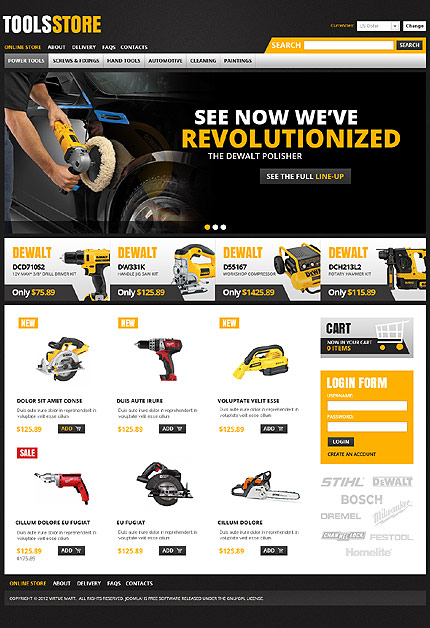 TOOLSSTORE
Currencies: US Dollar Change
ONLINE STORE ABOUT DELIVERY FAQS CONTACTS
SEARCH SEARCH
POWER TOOLS SCREWS & FIXINGS HAND TOOLS AUTOMOTIVE CLEANING PAINTINGS
SEE NOW WE'VE
REVOLUTIONIZED
THE DEWALT POLISHER
SEE THE FULL LINE-UP
DEWALT
DCD710S2
12V MAX* 3/8" DRILL DRIVER KIT
Only $75.89
DEWALT
DW331K
HANDLE JIG SAW KIT
Only $125.89
DEWALT
D55167
WORKSHOP COMPRESSOR
Only $1425.89
DEWALT
DCH213L2
ROTARY HAMMER KIT
Only $115.89
NEW
NEW
NEW
DOLOR SIT AMET CONSE
Duis aute irure dolor in reprehenderit in
voluptate velit esse cillum
$125.89 ADD
DUIS AUTE IRURE
Duis aute irure dolor in reprehenderit in
voluptate velit esse cillum
$125.89 ADD
VOLUPTATE VELIT ESSE
Duis aute irure dolor in reprehenderit in
voluptate velit esse cillum
$125.89 ADD
SALE
CILLUM DOLORE EU FUGIAT
Duis aute irure dolor in reprehenderit in
voluptate velit esse cillum
$125.89 ADD
$175.89
EU FUGIAT
Duis aute irure dolor in reprehenderit in
voluptate velit esse cillum
$125.89 ADD
CILLUM DOLORE
Duis aute irure dolor in reprehenderit in
voluptate velit esse cillum
$125.89 ADD
CART
NOW IN YOUR CART
0 ITEMS
LOGIN FORM
USERNAME:
PASSWORD:
LOGIN
CREATE AN ACCOUNT
STIHL DEWALT
BOSCH
DREMEL Milwaukee
CHANNELLOCK FESTOOL
Homelite
ONLINE STORE ABOUT DELIVERY FAQS CONTACTS
COPYRIGHT © 2012 VIRTUE MART. ALL RIGHTS RESERVED. JOOMLA! IS FREE SOFTWARE RELEASED UNDER THE GNU/GPL LICENSE.